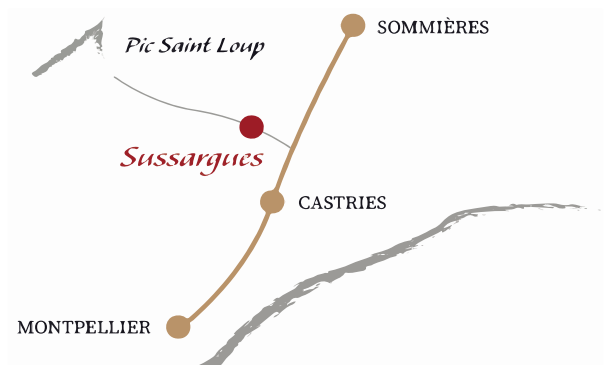 SOMMIÈRES
Pic Saint Loup
Sussargues
CASTRIES
MONTPELLIER